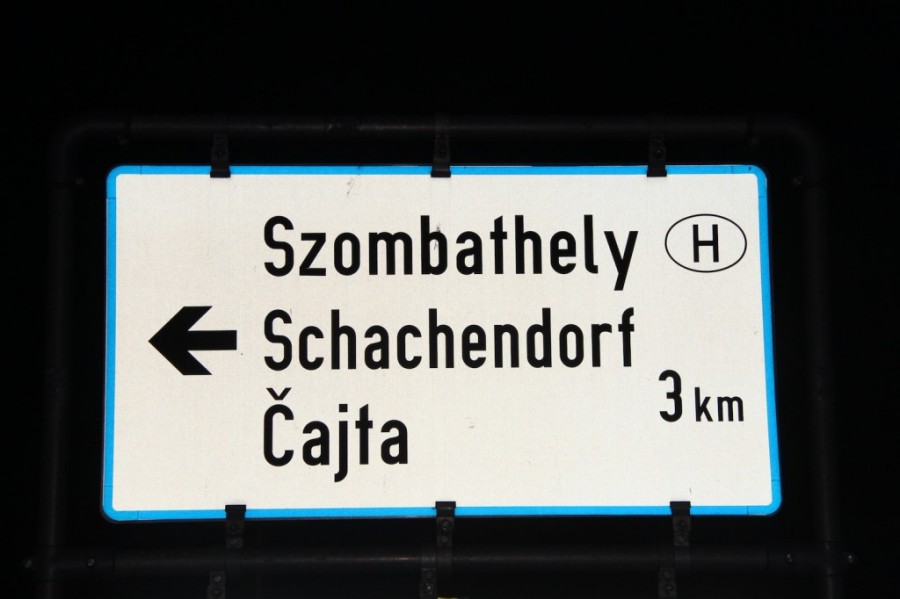 Szombathely H
Schachendorf
Čajta
3 km